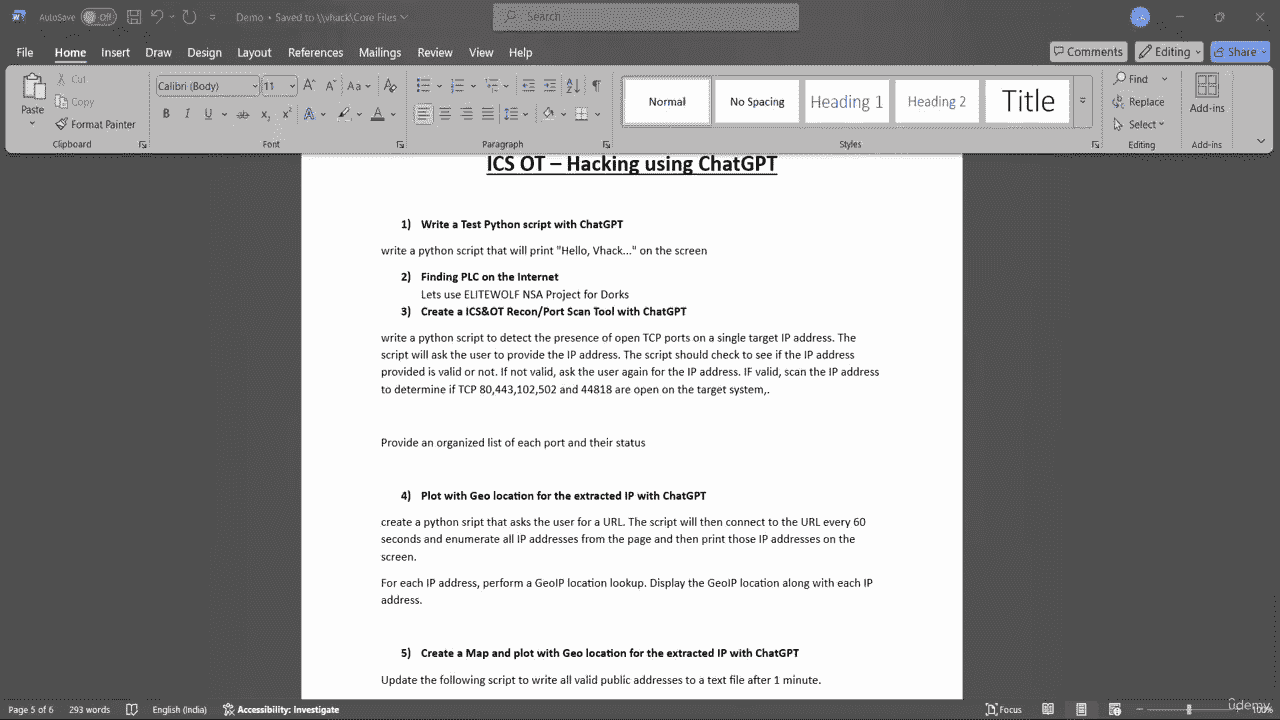 AutoSave Off Demo - Saved to \\vhack\Core Files Search
File Home Insert Draw Design Layout References Mailings Review View Help Comments Editing Share
Paste Cut Copy Format Painter
Calibri (Body) 11
Normal No Spacing Heading 1 Heading 2 Title
Find Replace Select Add-ins
Clipboard Font Paragraph Styles Editing Add-ins
ICS OT – Hacking using ChatGPT
1) Write a Test Python script with ChatGPT
write a python script that will print "Hello, Vhack..." on the screen
2) Finding PLC on the Internet
Lets use ELITEWOLF NSA Project for Dorks
3) Create a ICS&OT Recon/Port Scan Tool with ChatGPT
write a python script to detect the presence of open TCP ports on a single target IP address. The
script will ask the user to provide the IP address. The script should check to see if the IP address
provided is valid or not. If not valid, ask the user again for the IP address. IF valid, scan the IP address
to determine if TCP 80,443,102,502 and 44818 are open on the target system,.
Provide an organized list of each port and their status
4) Plot with Geo location for the extracted IP with ChatGPT
create a python sript that asks the user for a URL. The script will then connect to the URL every 60
seconds and enumerate all IP addresses from the page and then print those IP addresses on the
screen.
For each IP address, perform a GeoIP location lookup. Display the GeoIP location along with each IP
address.
5) Create a Map and plot with Geo location for the extracted IP with ChatGPT
Update the following script to write all valid public addresses to a text file after 1 minute.
Page 5 of 6 293 words English (India) Accessibility: Investigate Focus